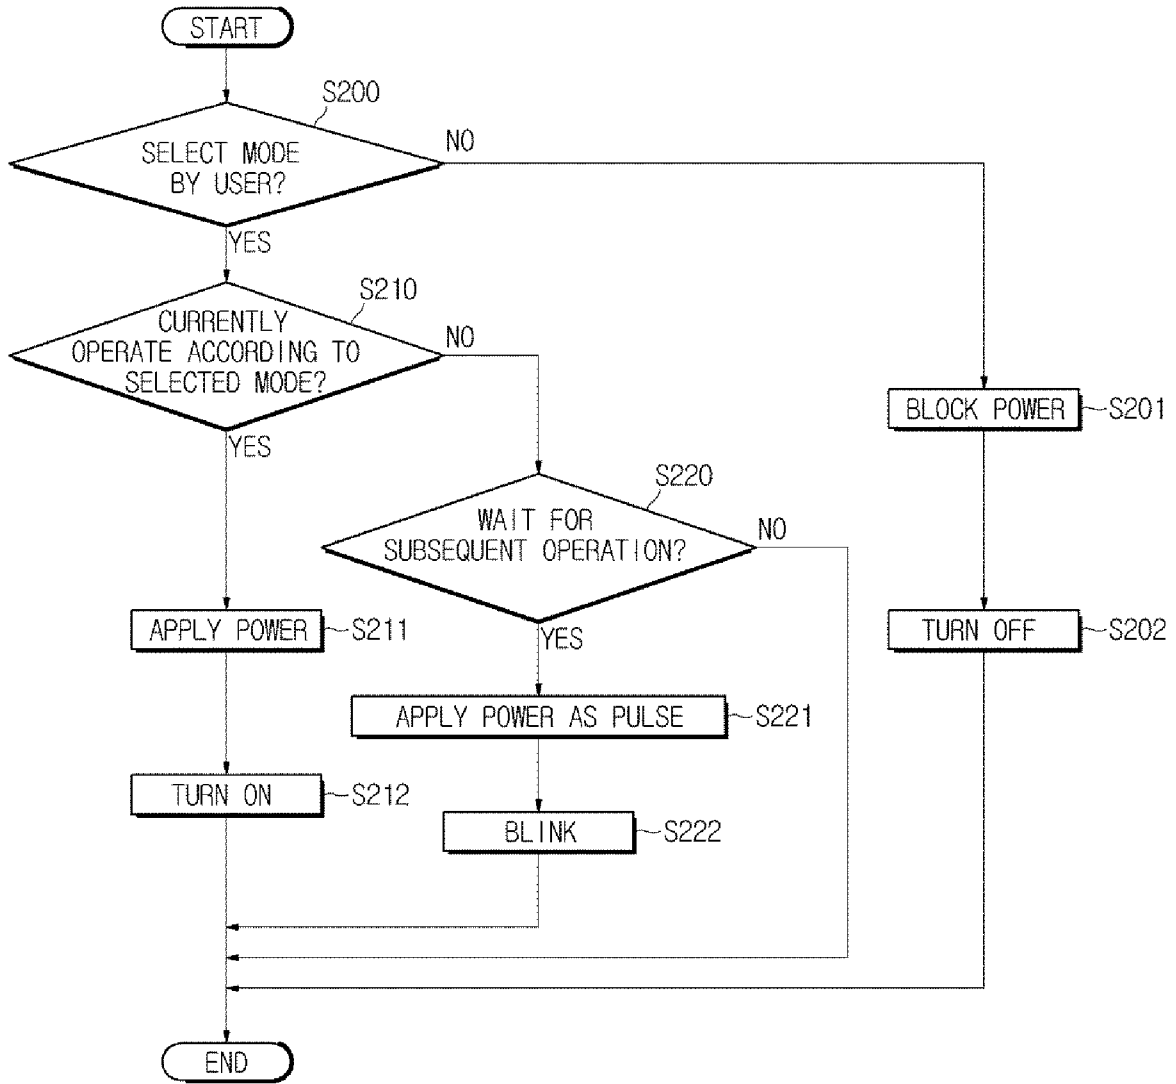 START
S200
SELECT MODE
BY USER?
NO
YES
S210
CURRENTLY
OPERATE ACCORDING TO
SELECTED MODE?
NO
YES
BLOCK POWER
S201
S220
WAIT FOR
SUBSEQUENT OPERATION?
NO
YES
APPLY POWER
S211
TURN OFF
S202
APPLY POWER AS PULSE
S221
TURN ON
S212
BLINK
S222
END